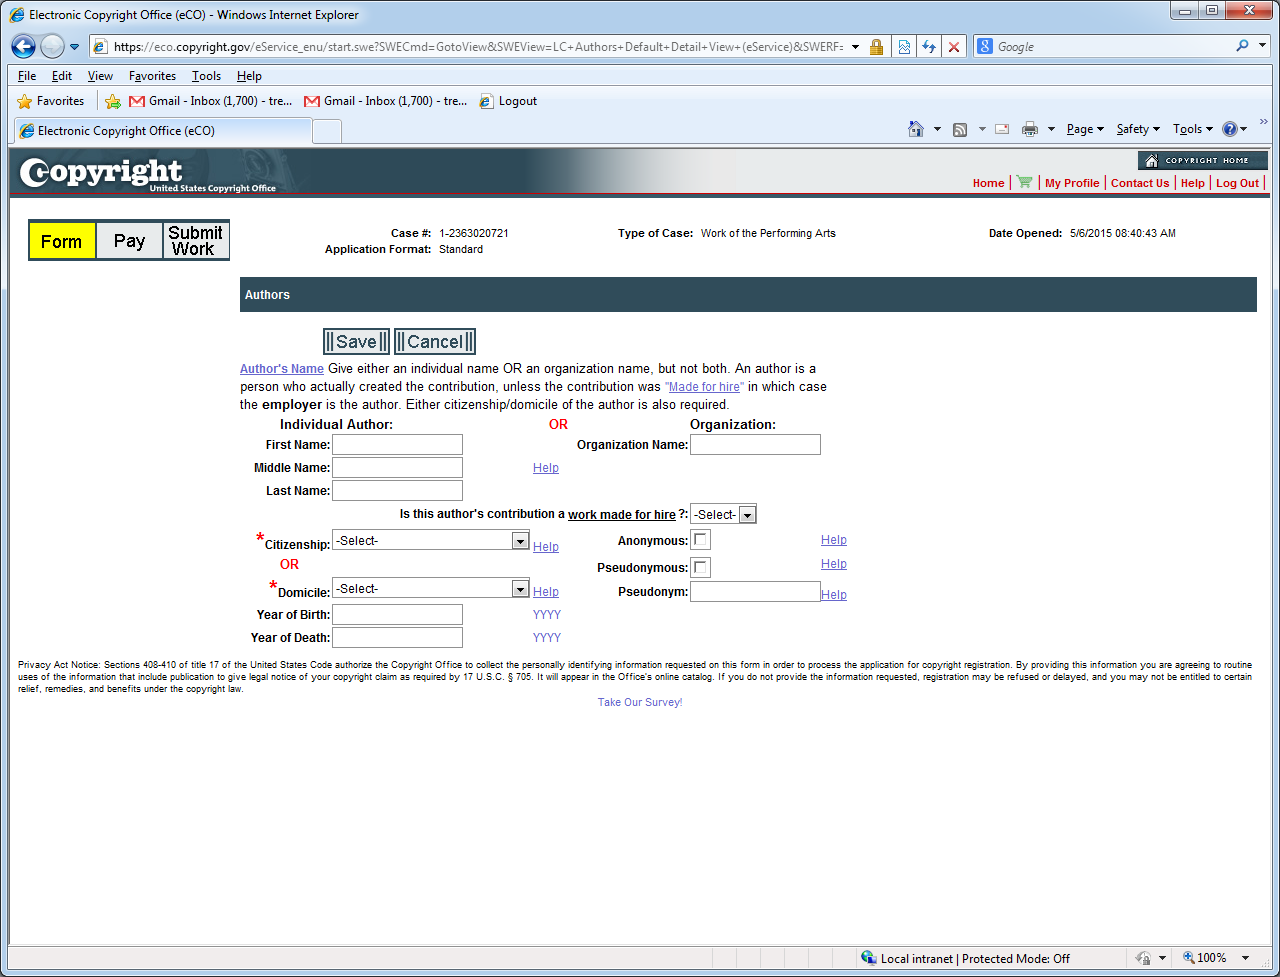 Electronic Copyright Office (eCO) - Windows Internet Explorer
https://eco.copyright.gov/eService_enu/start.swe?SWECmd=GotoView&SWEView=LC+Authors+Default+Detail+View+(eService)&SWERF= Google
File Edit View Favorites Tools Help
Favorites Gmail - Inbox (1,700) - tre... Gmail - Inbox (1,700) - tre... Logout
Electronic Copyright Office (eCO) Page Safety Tools
Copyright
United States Copyright Office
COPYRIGHT HOME
Home My Profile Contact Us Help Log Out
Form Pay Submit Work
Case #: 1-2363020721 Type of Case: Work of the Performing Arts Date Opened: 5/6/2015 08:40:43 AM
Application Format: Standard
Authors
Save Cancel
Author's Name Give either an individual name OR an organization name, but not both. An author is a
person who actually created the contribution, unless the contribution was "Made for hire" in which case
the employer is the author. Either citizenship/domicile of the author is also required.
Individual Author: OR Organization:
First Name: Organization Name:
Middle Name: Help
Last Name:
Is this author's contribution a work made for hire ?: -Select-
*Citizenship: -Select- Help Anonymous: Help
OR Pseudonymous: Help
*Domicile: -Select- Help Pseudonym: Help
Year of Birth: YYYY
Year of Death: YYYY
Privacy Act Notice: Sections 408-410 of title 17 of the United States Code authorize the Copyright Office to collect the personally identifying information requested on this form in order to process the application for copyright registration. By providing this information you are agreeing to routine
uses of the information that include publication to give legal notice of your copyright claim as required by 17 U.S.C. § 705. It will appear in the Office's online catalog. If you do not provide the information requested, registration may be refused or delayed, and you may not be entitled to certain
relief, remedies, and benefits under the copyright law.
Take Our Survey!
Local intranet | Protected Mode: Off 100%